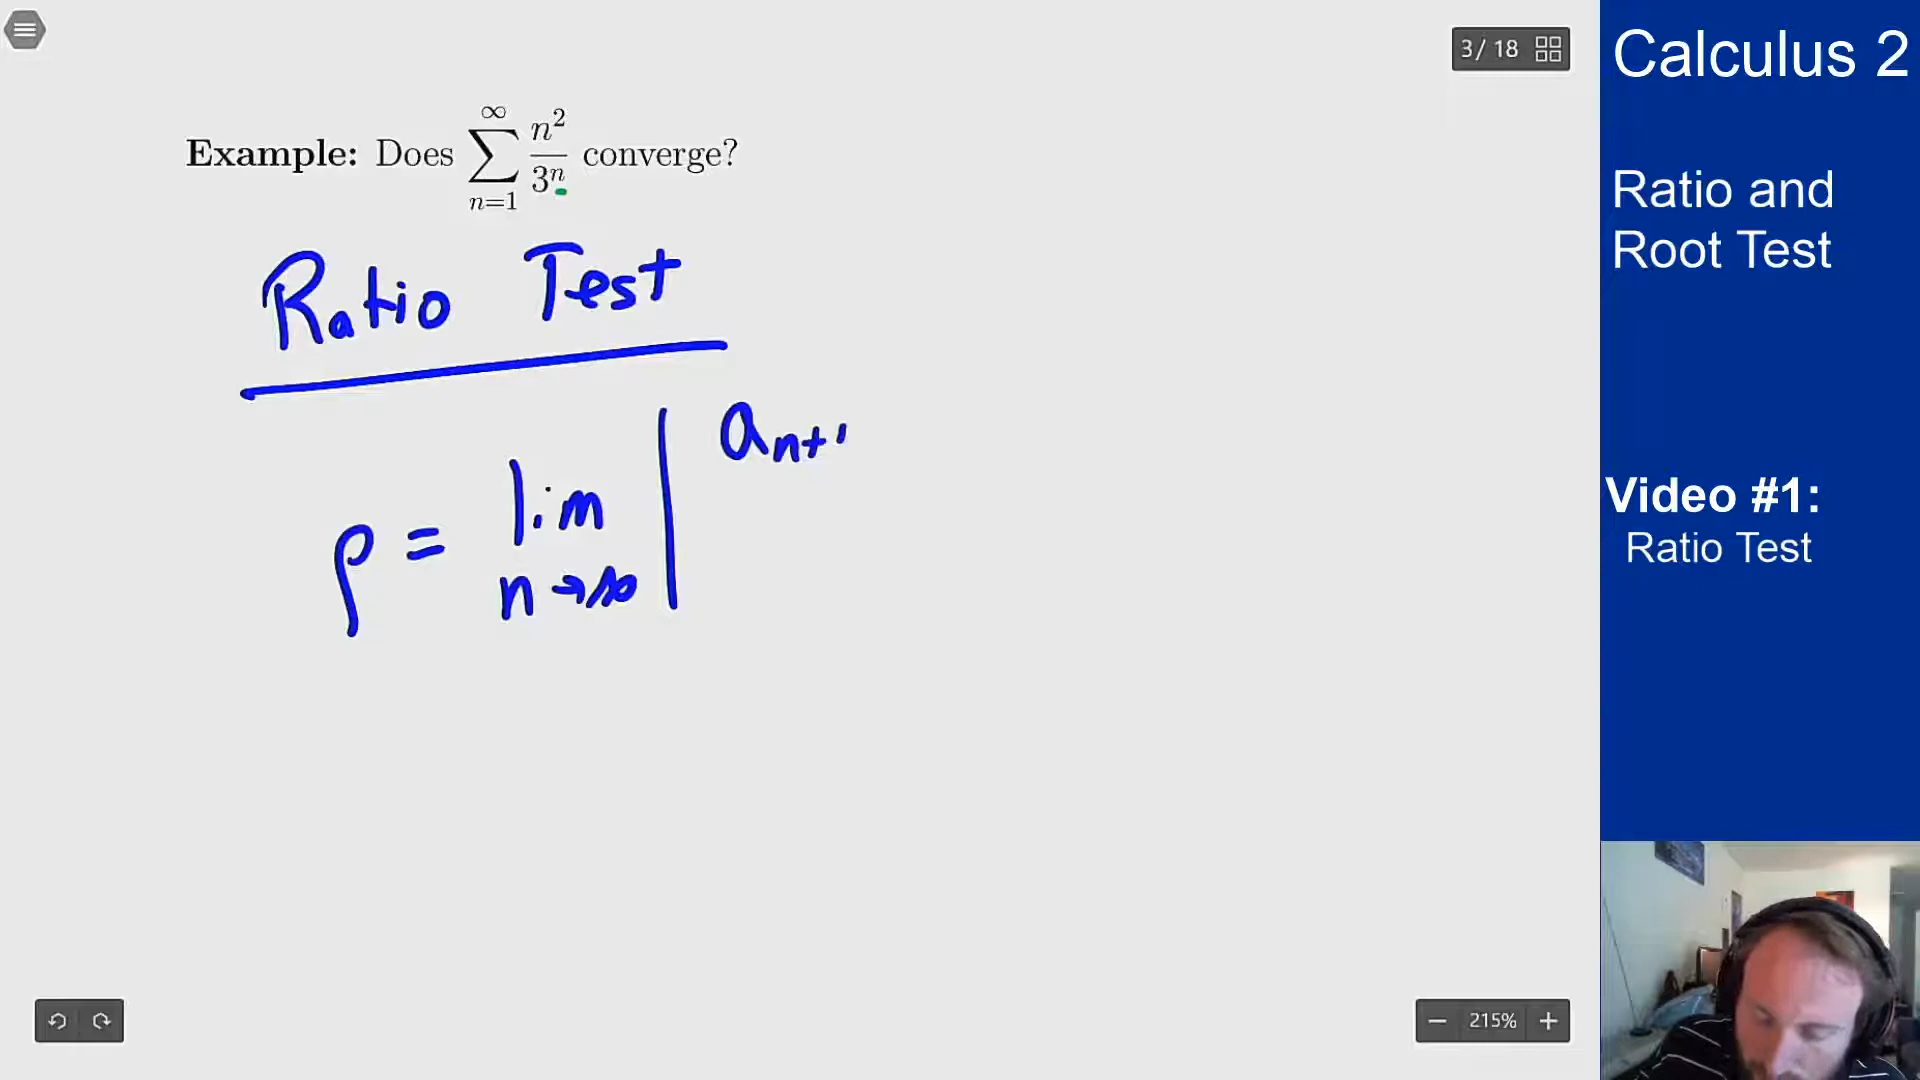 3 / 18
Example: Does ∑_{n=1}^{∞} n²/3ⁿ converge?
Ratio Test
ρ = lim_{n→∞} | a_{n+1}
215%
Calculus 2
Ratio and
Root Test
Video #1:
Ratio Test